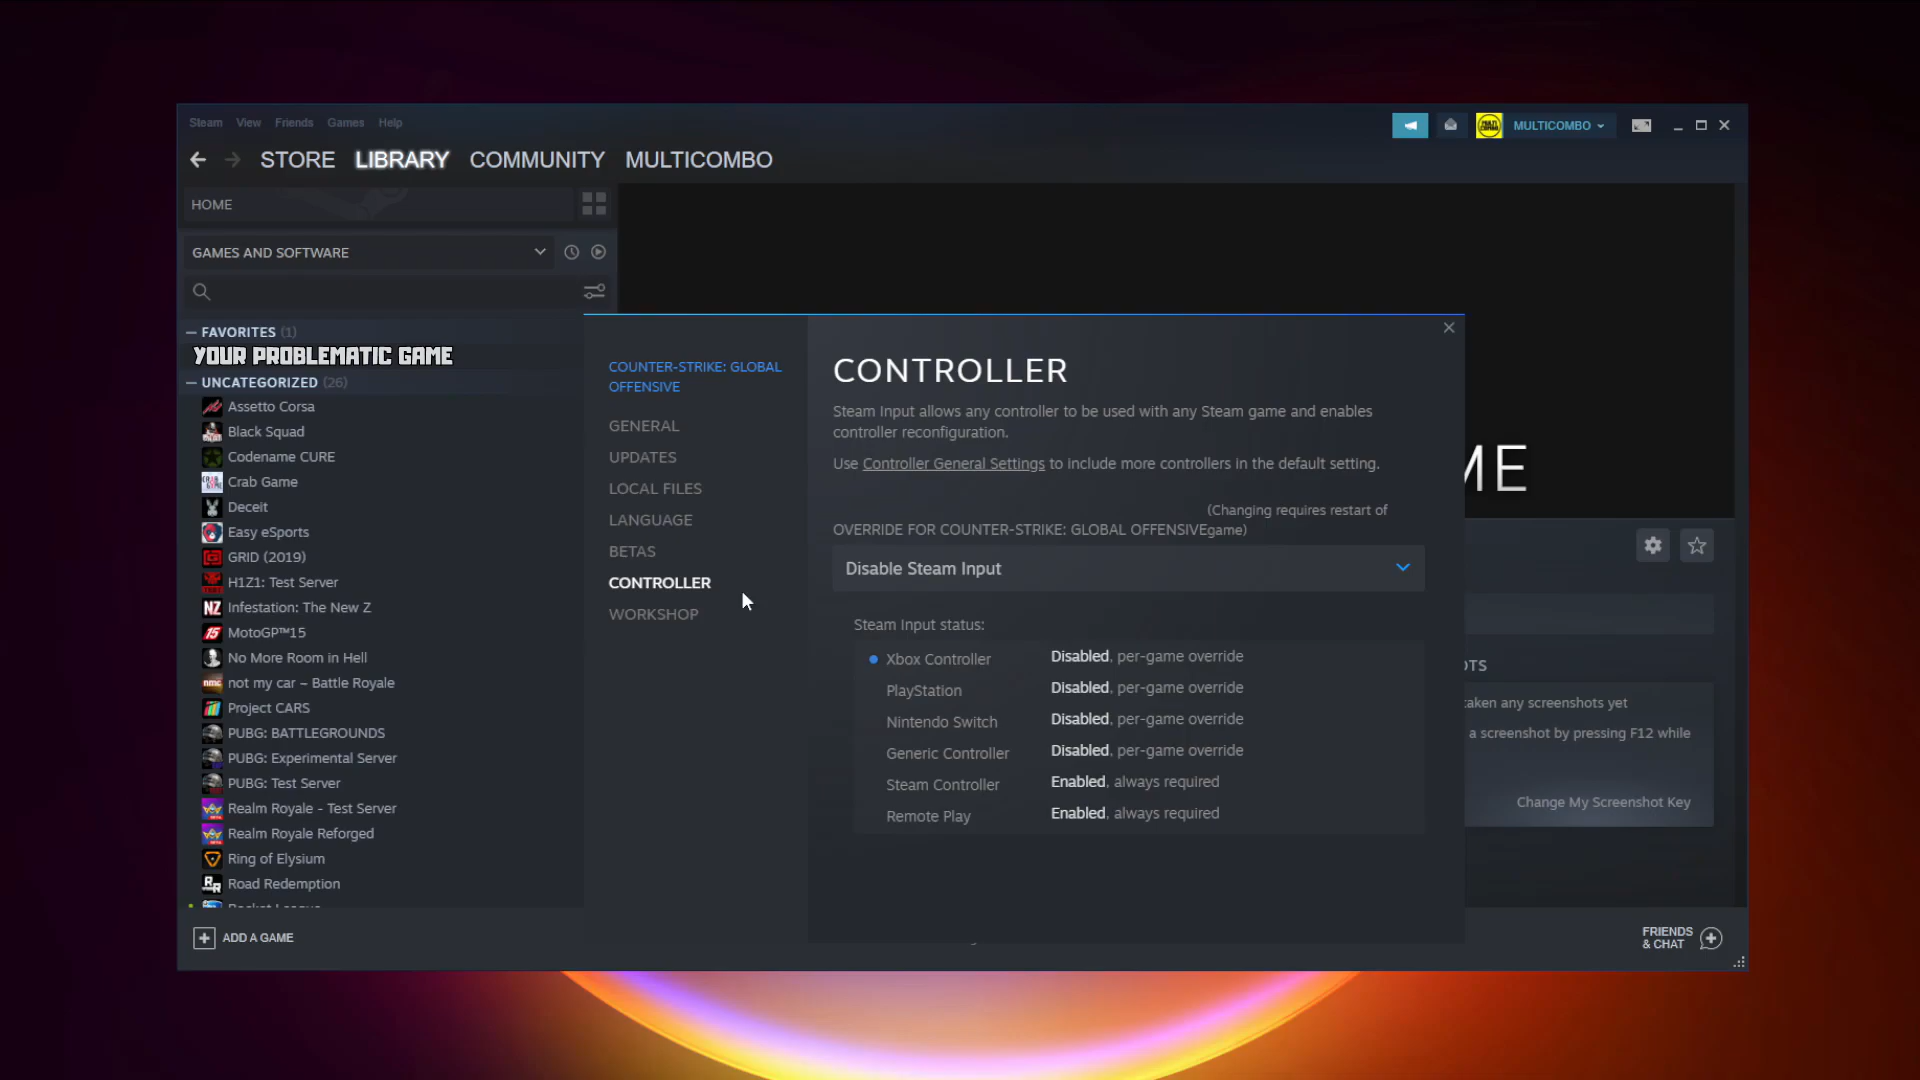 Steam View Friends Games Help
MULTICOMBO
STORE LIBRARY COMMUNITY MULTICOMBO
HOME
GAMES AND SOFTWARE
FAVORITES (1)
YOUR PROBLEMATIC GAME
UNCATEGORIZED (26)
Assetto Corsa
Black Squad
Codename CURE
Crab Game
Deceit
Easy eSports
GRID (2019)
H1Z1: Test Server
Infestation: The New Z
MotoGP™15
No More Room in Hell
not my car – Battle Royale
Project CARS
PUBG: BATTLEGROUNDS
PUBG: Experimental Server
PUBG: Test Server
Realm Royale - Test Server
Realm Royale Reforged
Ring of Elysium
Road Redemption
Rocket League
ADD A GAME
COUNTER-STRIKE: GLOBAL
OFFENSIVE
GENERAL
UPDATES
LOCAL FILES
LANGUAGE
BETAS
CONTROLLER
WORKSHOP
CONTROLLER
Steam Input allows any controller to be used with any Steam game and enables
controller reconfiguration.
Use Controller General Settings to include more controllers in the default setting.
(Changing requires restart of
OVERRIDE FOR COUNTER-STRIKE: GLOBAL OFFENSIVE game)
Disable Steam Input
Steam Input status:
Xbox Controller Disabled, per-game override
PlayStation Disabled, per-game override
Nintendo Switch Disabled, per-game override
Generic Controller Disabled, per-game override
Steam Controller Enabled, always required
Remote Play Enabled, always required
ME
OTS
taken any screenshots yet
a screenshot by pressing F12 while
Change My Screenshot Key
FRIENDS
& CHAT